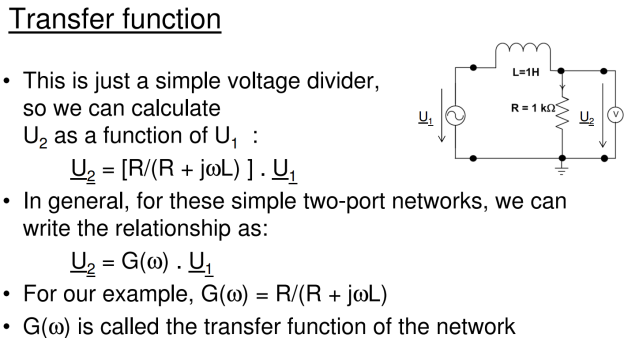 Transfer function
• This is just a simple voltage divider,
so we can calculate
U₂ as a function of U₁ :
U₂ = [R/(R + jωL) ] . U₁
• In general, for these simple two-port networks, we can
write the relationship as:
U₂ = G(ω) . U₁
• For our example, G(ω) = R/(R + jωL)
• G(ω) is called the transfer function of the network
L=1H
R = 1 kΩ
U₁
U₂
V